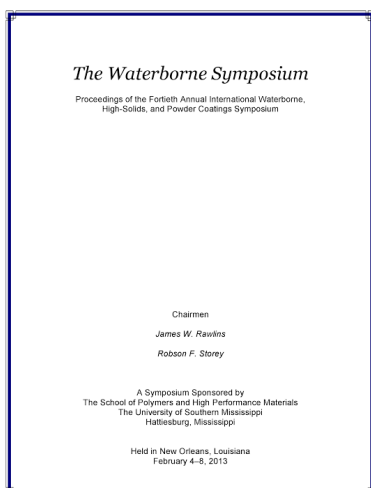 The Waterborne Symposium
Proceedings of the Fortieth Annual International Waterborne,
High-Solids, and Powder Coatings Symposium
Chairmen
James W. Rawlins
Robson F. Storey
A Symposium Sponsored by
The School of Polymers and High Performance Materials
The University of Southern Mississippi
Hattiesburg, Mississippi
Held in New Orleans, Louisiana
February 4–8, 2013